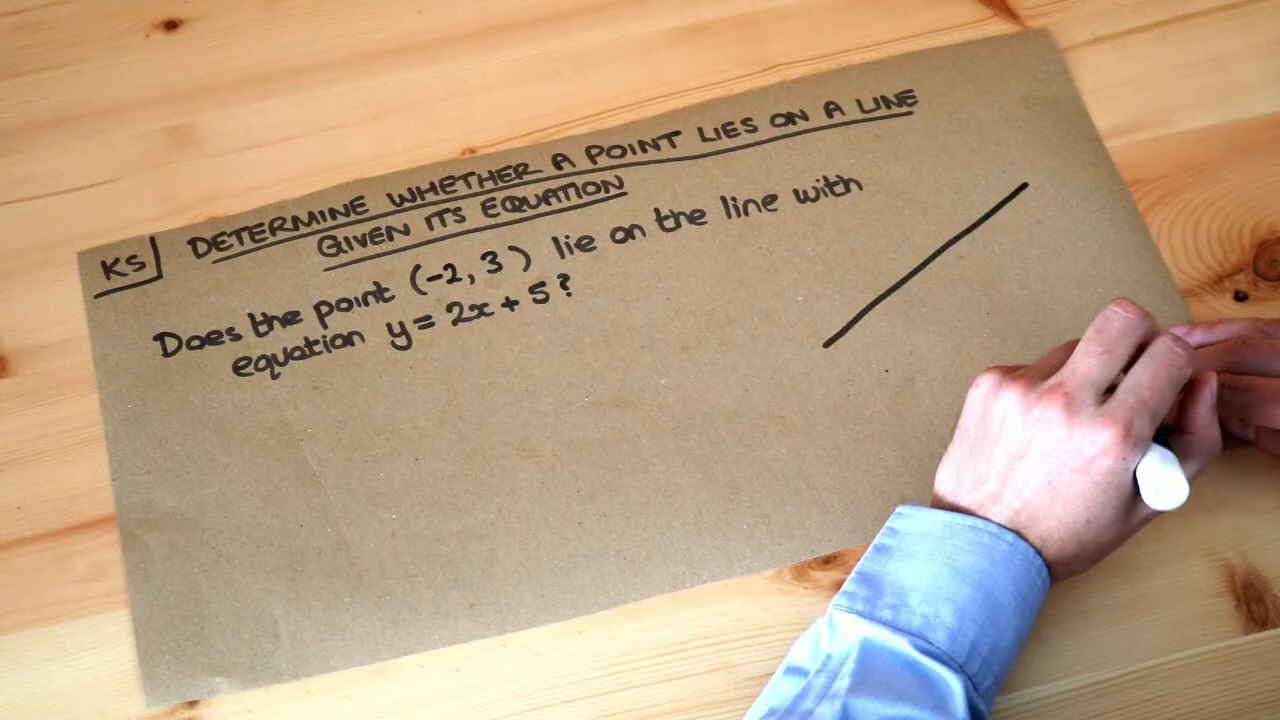 KS
DETERMINE WHETHER A POINT LIES ON A LINE
GIVEN ITS EQUATION
Does the point (-2, 3) lie on the line with
equation y = 2x + 5?